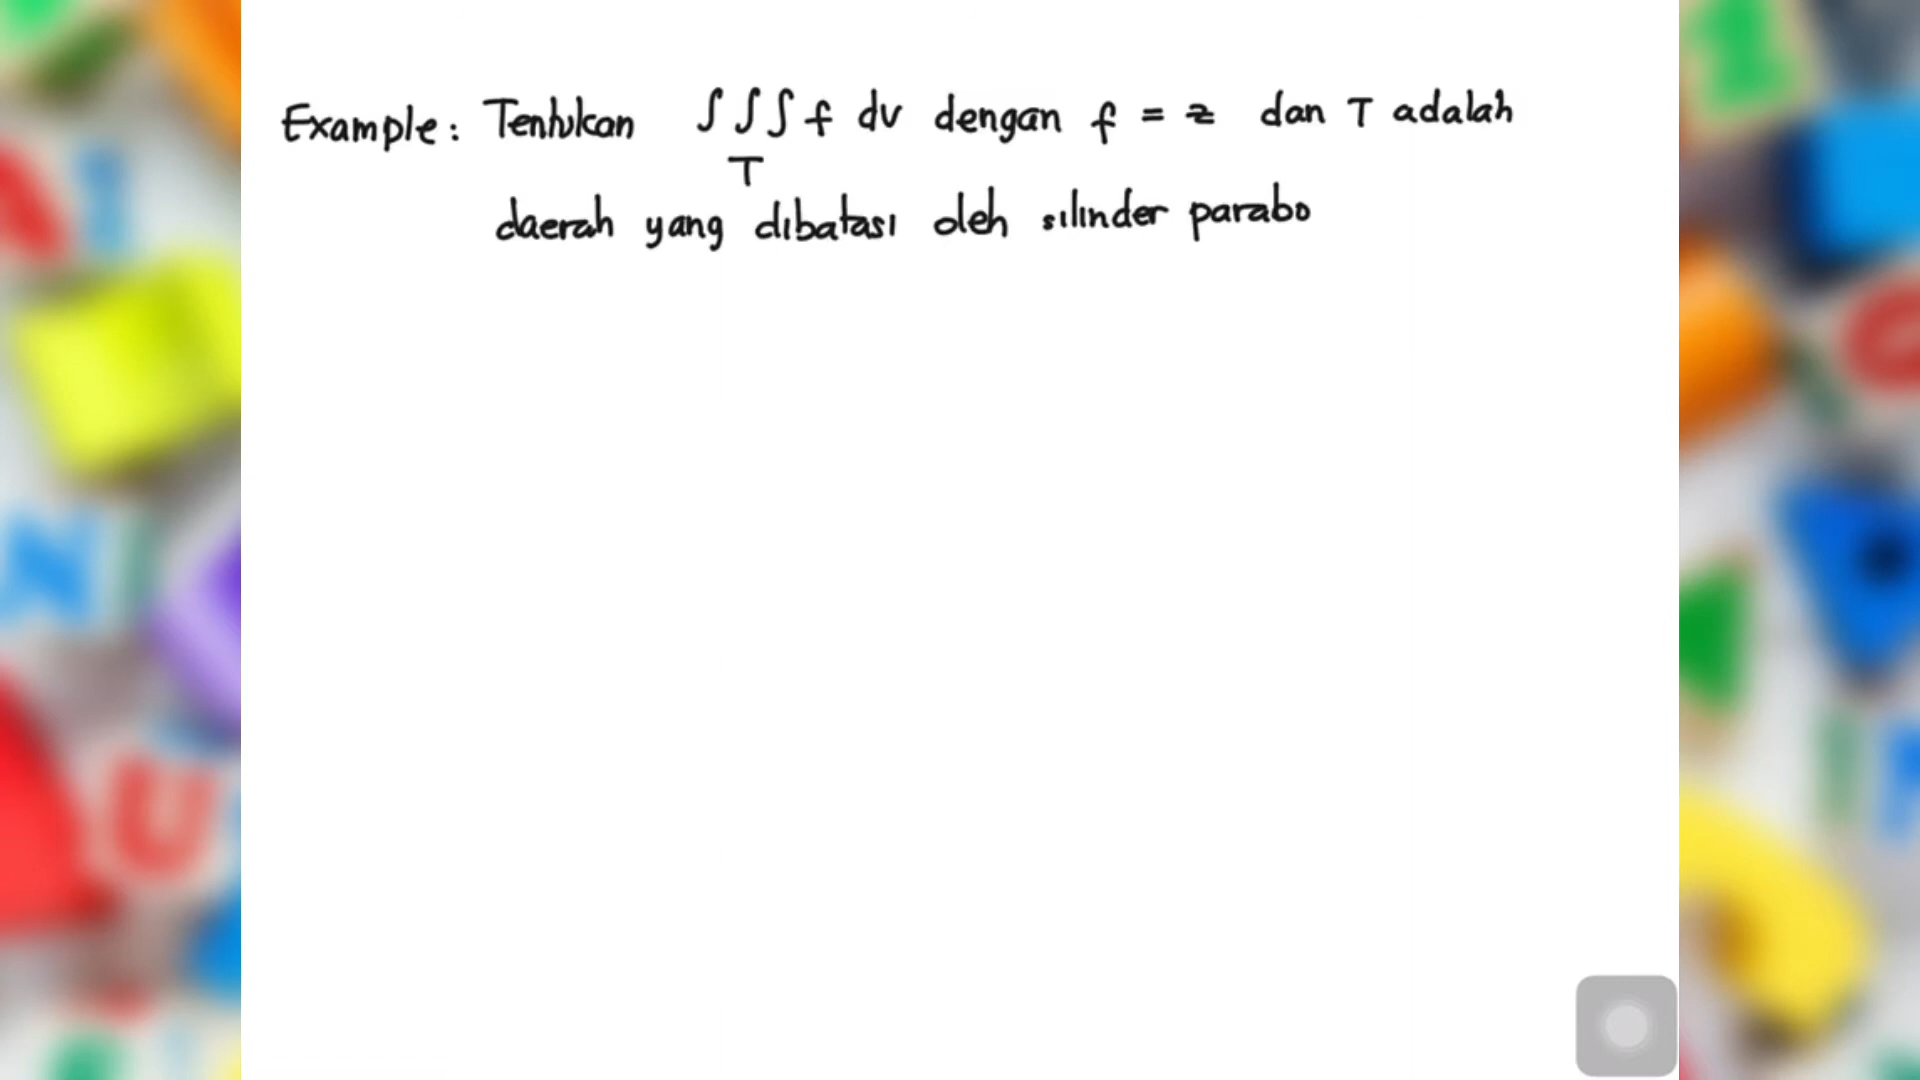 Example: Tentukan ∫∫∫ f dv dengan f = z dan T adalah
T
daerah yang dibatasi oleh silinder parabo